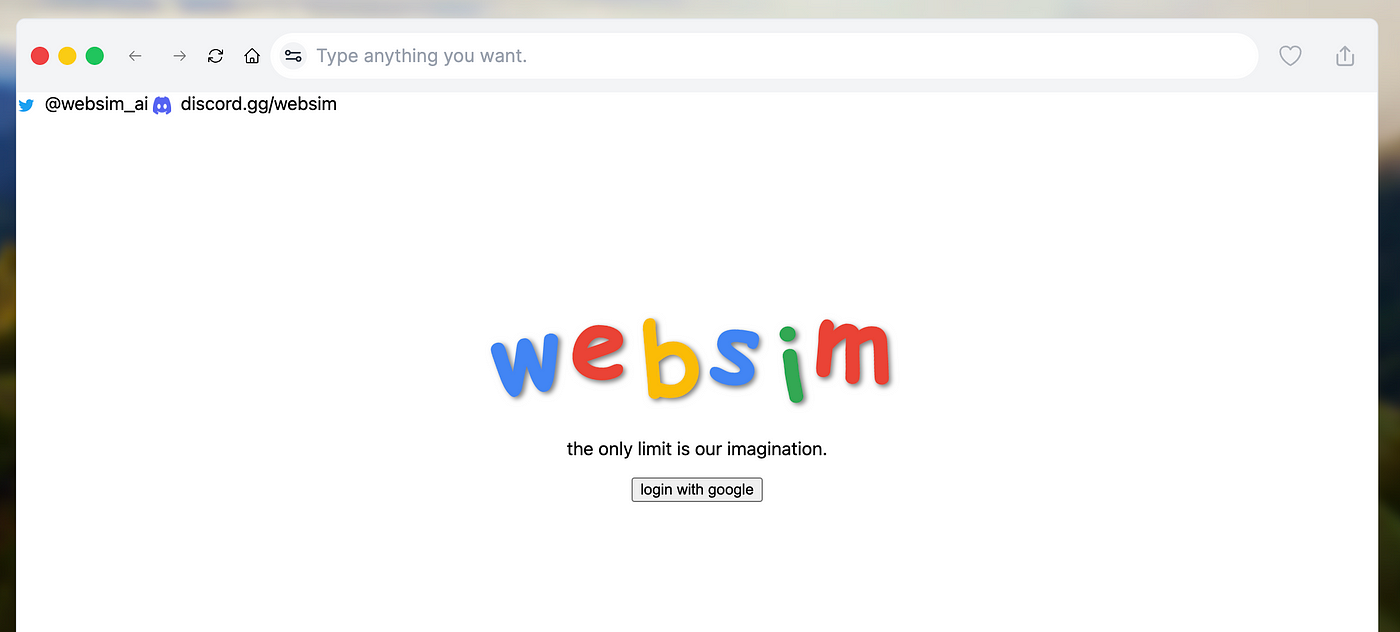 Type anything you want.
@websim_ai discord.gg/websim
websim
the only limit is our imagination.
login with google